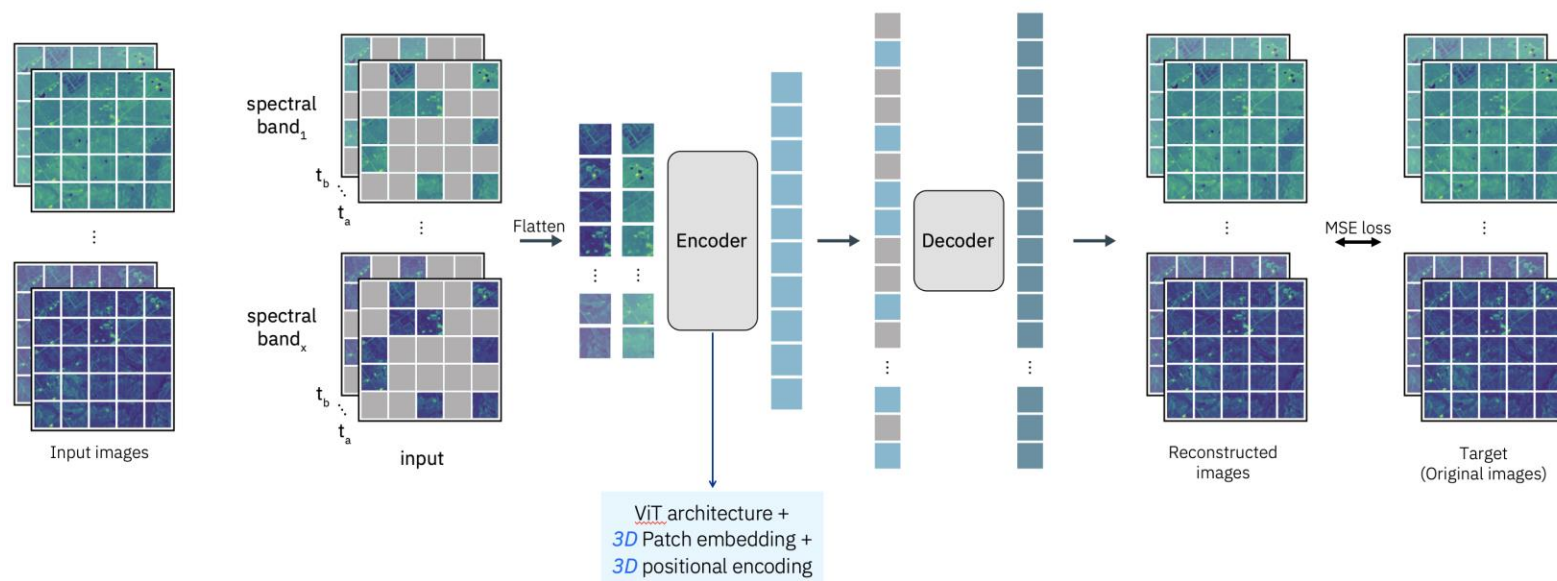 Input images
spectral
band1
tb
ta
spectral
bandx
tb
ta
input
Flatten
Encoder
ViT architecture +
3D Patch embedding +
3D positional encoding
Decoder
Reconstructed
images
MSE loss
Target
(Original images)